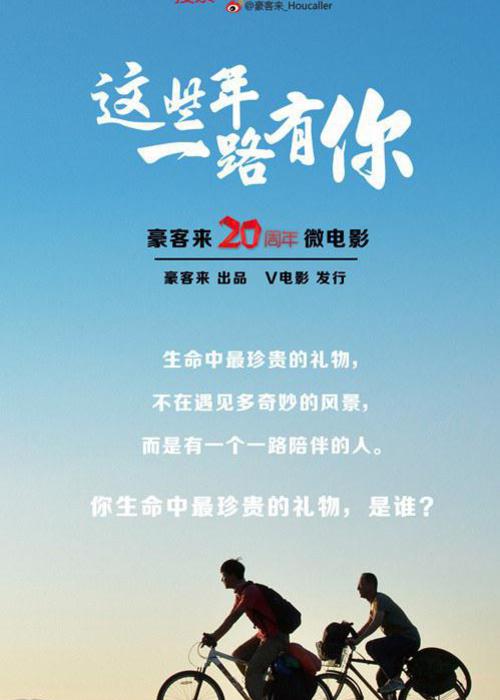 @豪客来_Houcaller
这些年
一路有你
豪客来20周年微电影
豪客来 出品 V电影 发行
生命中最珍贵的礼物，
不在遇见多奇妙的风景，
而是有一个一路陪伴的人。
你生命中最珍贵的礼物，是谁？